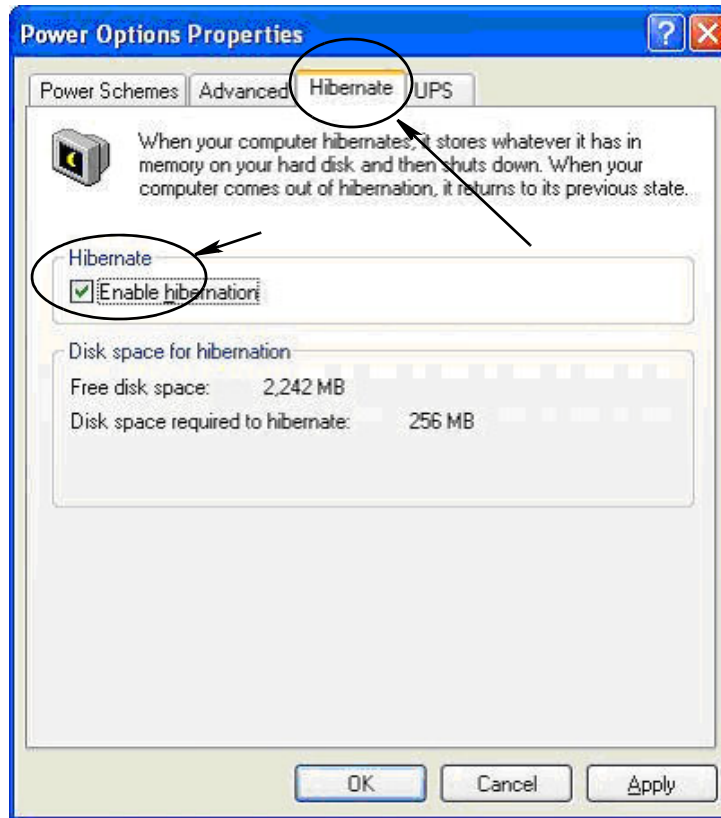 Power Options Properties
Power Schemes Advanced Hibernate UPS
When your computer hibernates, it stores whatever it has in
memory on your hard disk and then shuts down. When your
computer comes out of hibernation, it returns to its previous state.
Hibernate
Enable hibernation
Disk space for hibernation
Free disk space: 2,242 MB
Disk space required to hibernate: 256 MB
OK Cancel Apply